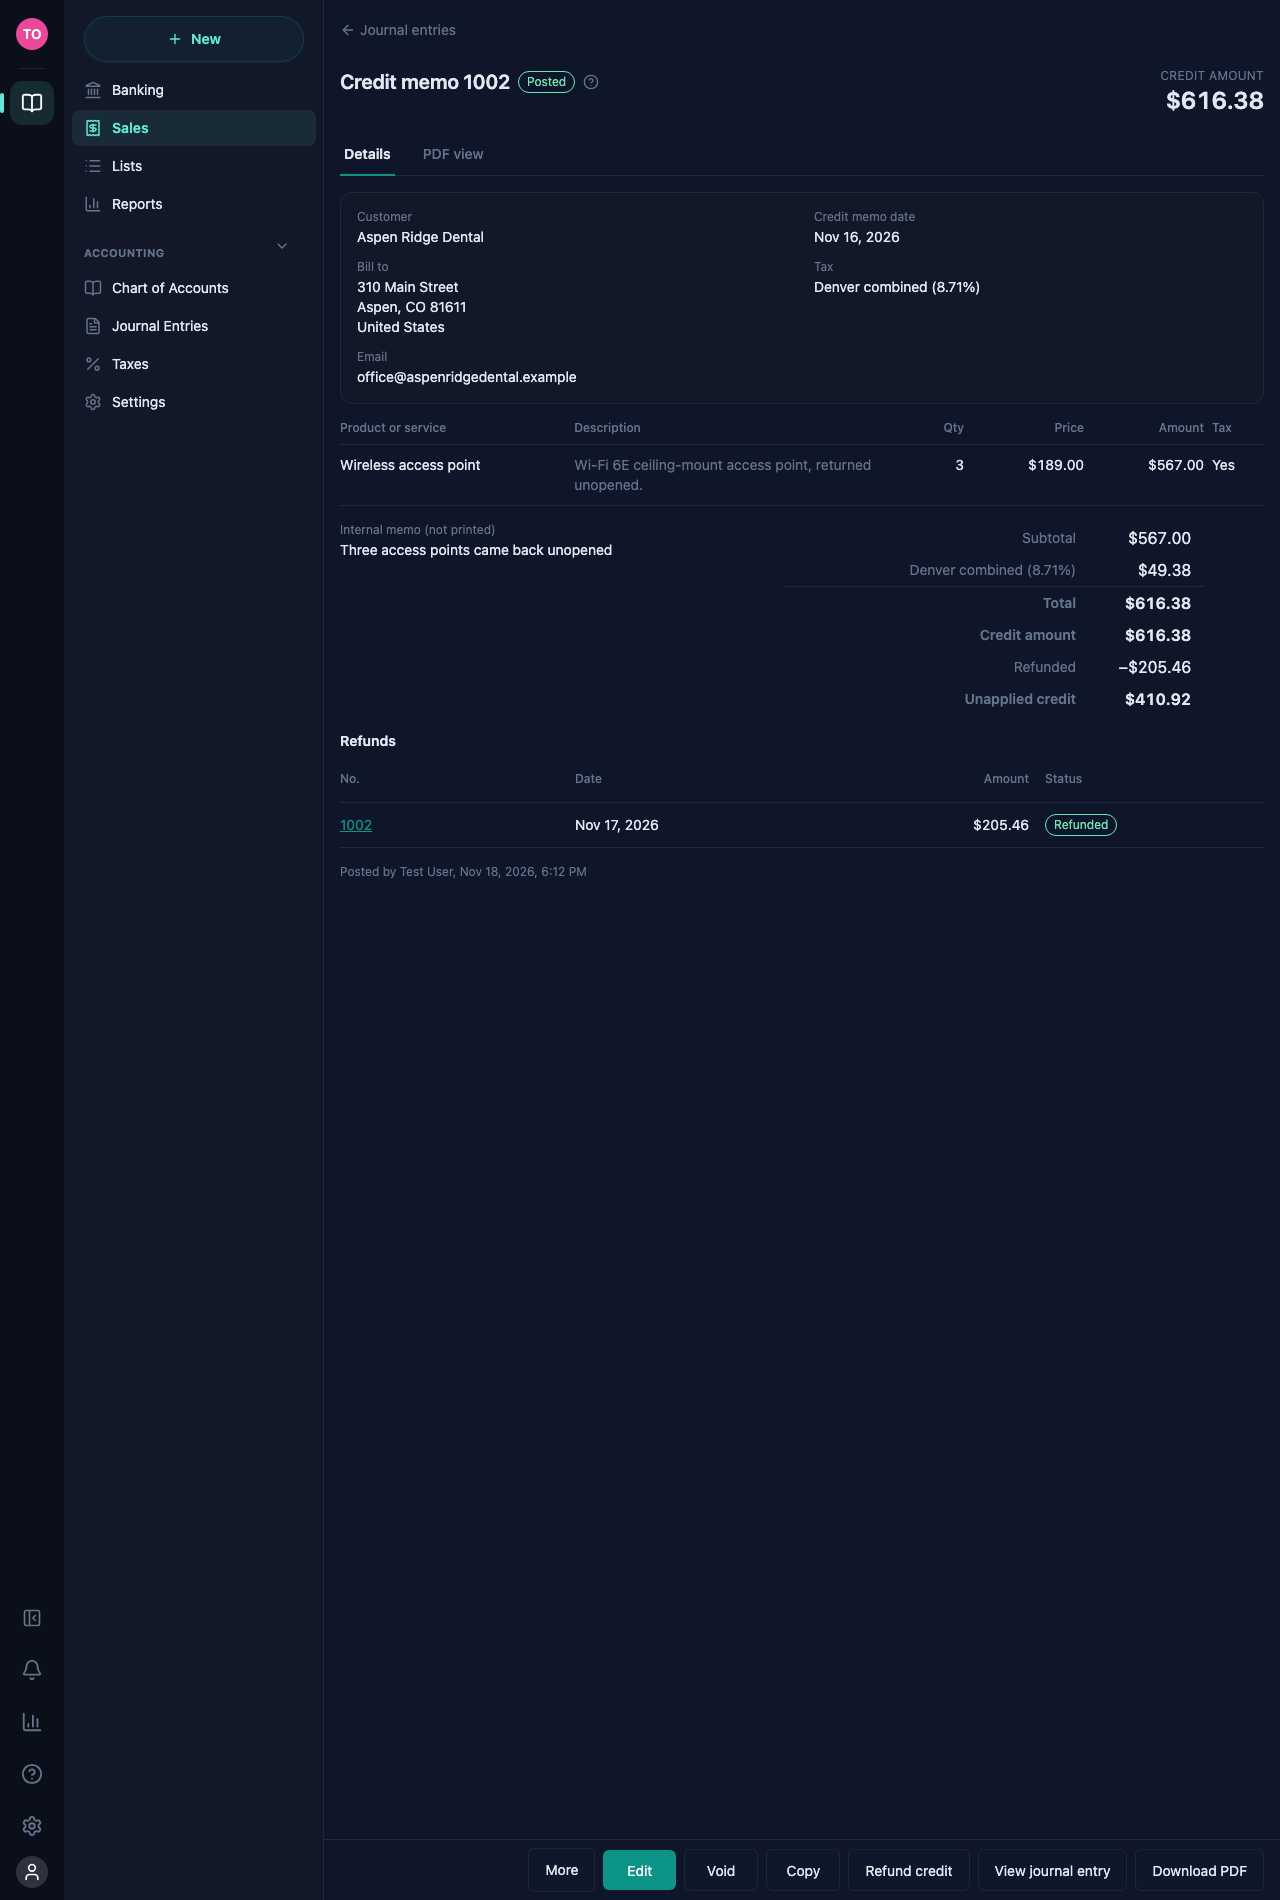 TO
New
Banking
Sales
Lists
Reports
ACCOUNTING
Chart of Accounts
Journal Entries
Taxes
Settings
Journal entries
Credit memo 1002 Posted
CREDIT AMOUNT
$616.38
Details PDF view
Customer
Aspen Ridge Dental
Bill to
310 Main Street
Aspen, CO 81611
United States
Email
office@aspenridgedental.example
Credit memo date
Nov 16, 2026
Tax
Denver combined (8.71%)
Product or service Description Qty Price Amount Tax
Wireless access point Wi-Fi 6E ceiling-mount access point, returned 3 $189.00 $567.00 Yes
unopened.
Internal memo (not printed)
Three access points came back unopened
Subtotal $567.00
Denver combined (8.71%) $49.38
Total $616.38
Credit amount $616.38
Refunded –$205.46
Unapplied credit $410.92
Refunds
No. Date Amount Status
1002 Nov 17, 2026 $205.46 Refunded
Posted by Test User, Nov 18, 2026, 6:12 PM
More Edit Void Copy Refund credit View journal entry Download PDF